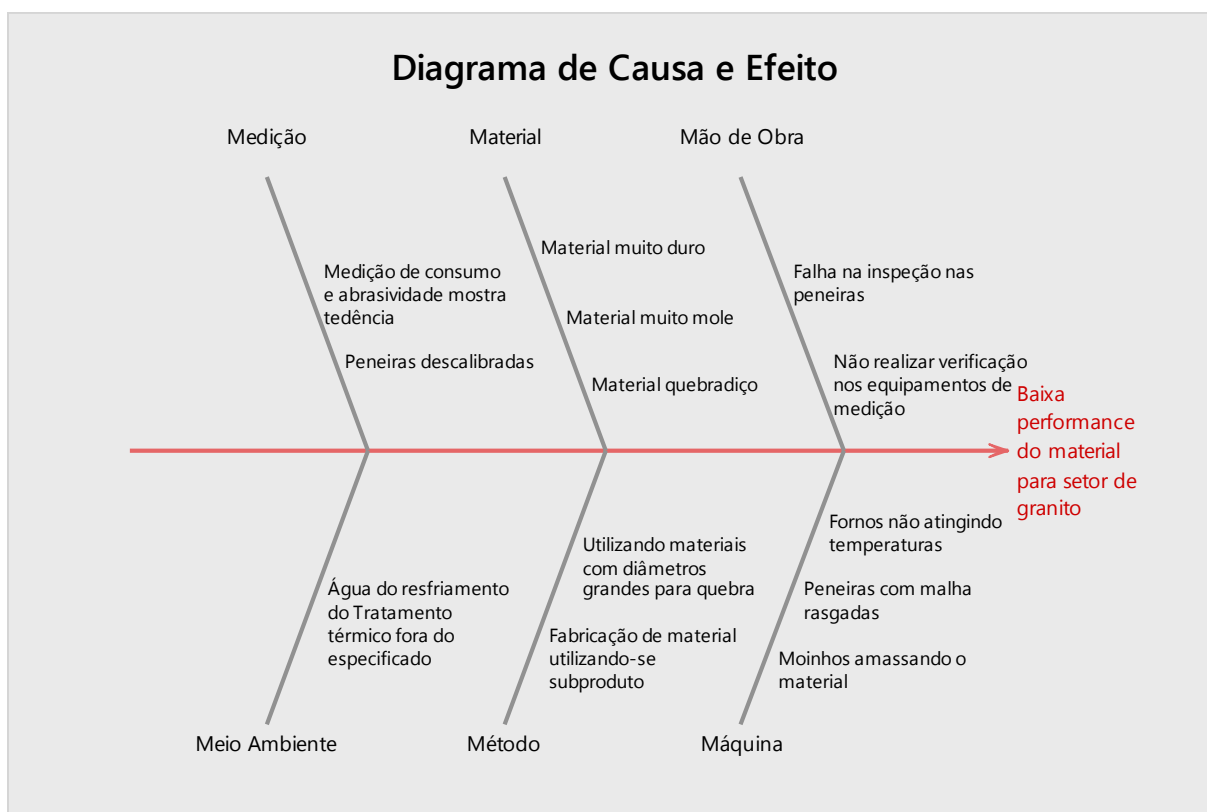 Diagrama de Causa e Efeito
Medição
Material
Mão de Obra
Medição de consumo
e abrasividade mostra
tedência
Peneiras descalibradas
Material muito duro
Material muito mole
Material quebradiço
Falha na inspeção nas
peneiras
Não realizar verificação
nos equipamentos de
medição
Baixa
performance
do material
para setor de
granito
Água do resfriamento
do Tratamento
térmico fora do
especificado
Utilizando materiais
com diâmetros
grandes para quebra
Fabricação de material
utilizando-se
subproduto
Fornos não atingindo
temperaturas
Peneiras com malha
rasgadas
Moinhos amassando o
material
Meio Ambiente
Método
Máquina